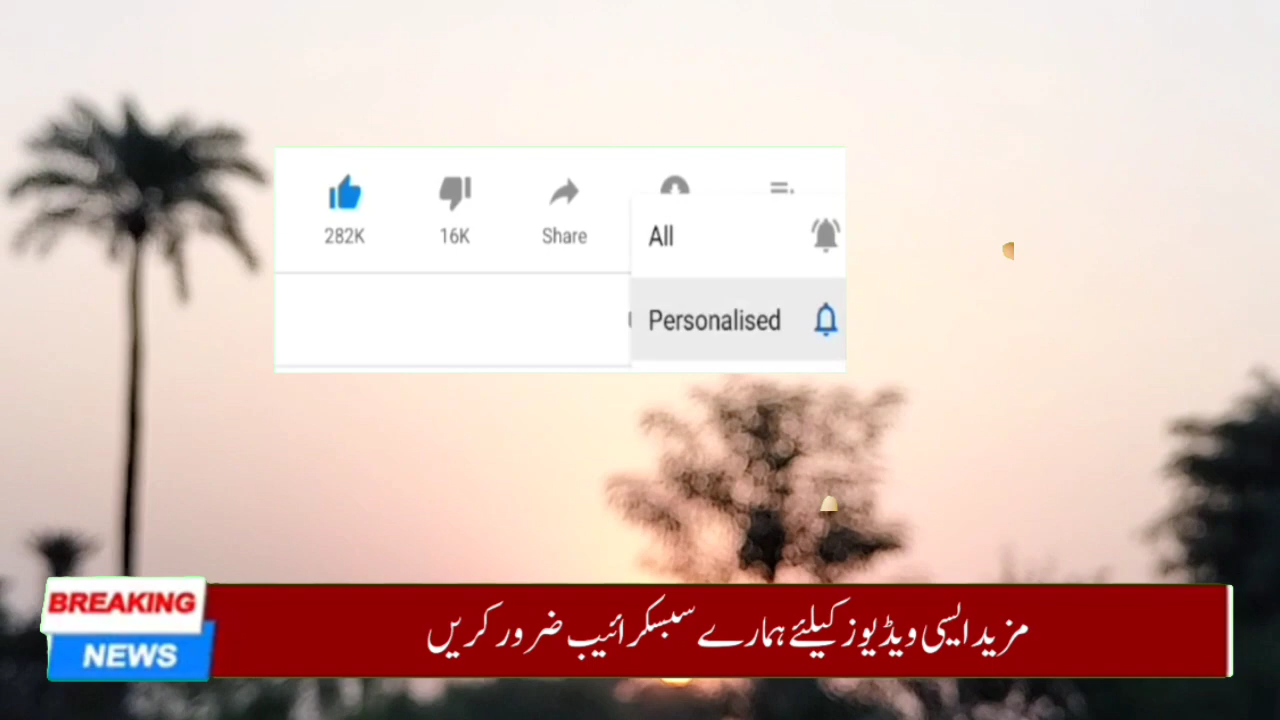 282K
16K
Share
All
Personalised
BREAKING
NEWS
مزید ایسی ویڈیوز کیلئے ہمارے سبسکرائیب ضرور کریں